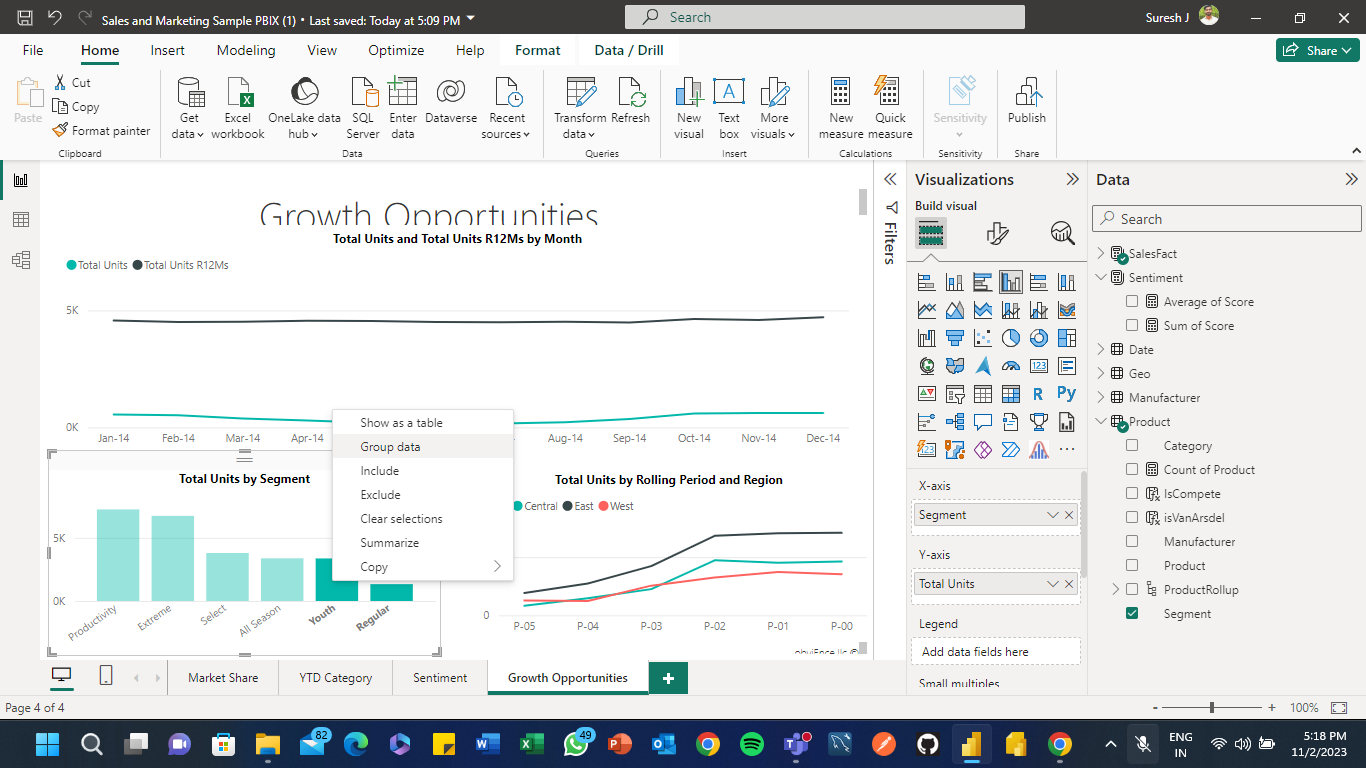 Sales and Marketing Sample PBIX (1) • Last saved: Today at 5:09 PM
Search
Suresh J
File Home Insert Modeling View Optimize Help Format Data / Drill
Share
Paste
Cut
Copy
Format painter
Get data
Excel workbook
OneLake data hub
SQL Server
Enter data
Dataverse
Recent sources
Transform data
Refresh
New visual
Text box
More visuals
New measure
Quick measure
Sensitivity
Publish
Clipboard Data Queries Insert Calculations Sensitivity Share
Growth Opportunities
Total Units and Total Units R12Ms by Month
Total Units Total Units R12Ms
5K
0K
Jan-14 Feb-14 Mar-14 Apr-14 Aug-14 Sep-14 Oct-14 Nov-14 Dec-14
Show as a table
Group data
Include
Exclude
Clear selections
Summarize
Copy
Total Units by Segment
5K
0K
Productivity Extreme Select All Season Youth Regular
Total Units by Rolling Period and Region
Central East West
0
P-05 P-04 P-03 P-02 P-01 P-00
Filters
Visualizations
Build visual
123
R
Py
123
X-axis
Segment
Y-axis
Total Units
Legend
Add data fields here
Small multiples
Data
Search
SalesFact
Sentiment
Average of Score
Sum of Score
Date
Geo
Manufacturer
Product
Category
Count of Product
IsCompete
isVanArsdel
Manufacturer
Product
ProductRollup
Segment
Market Share YTD Category Sentiment Growth Opportunities
Page 4 of 4
- + 100%
82
49
ENG
IN
5:18 PM
11/2/2023